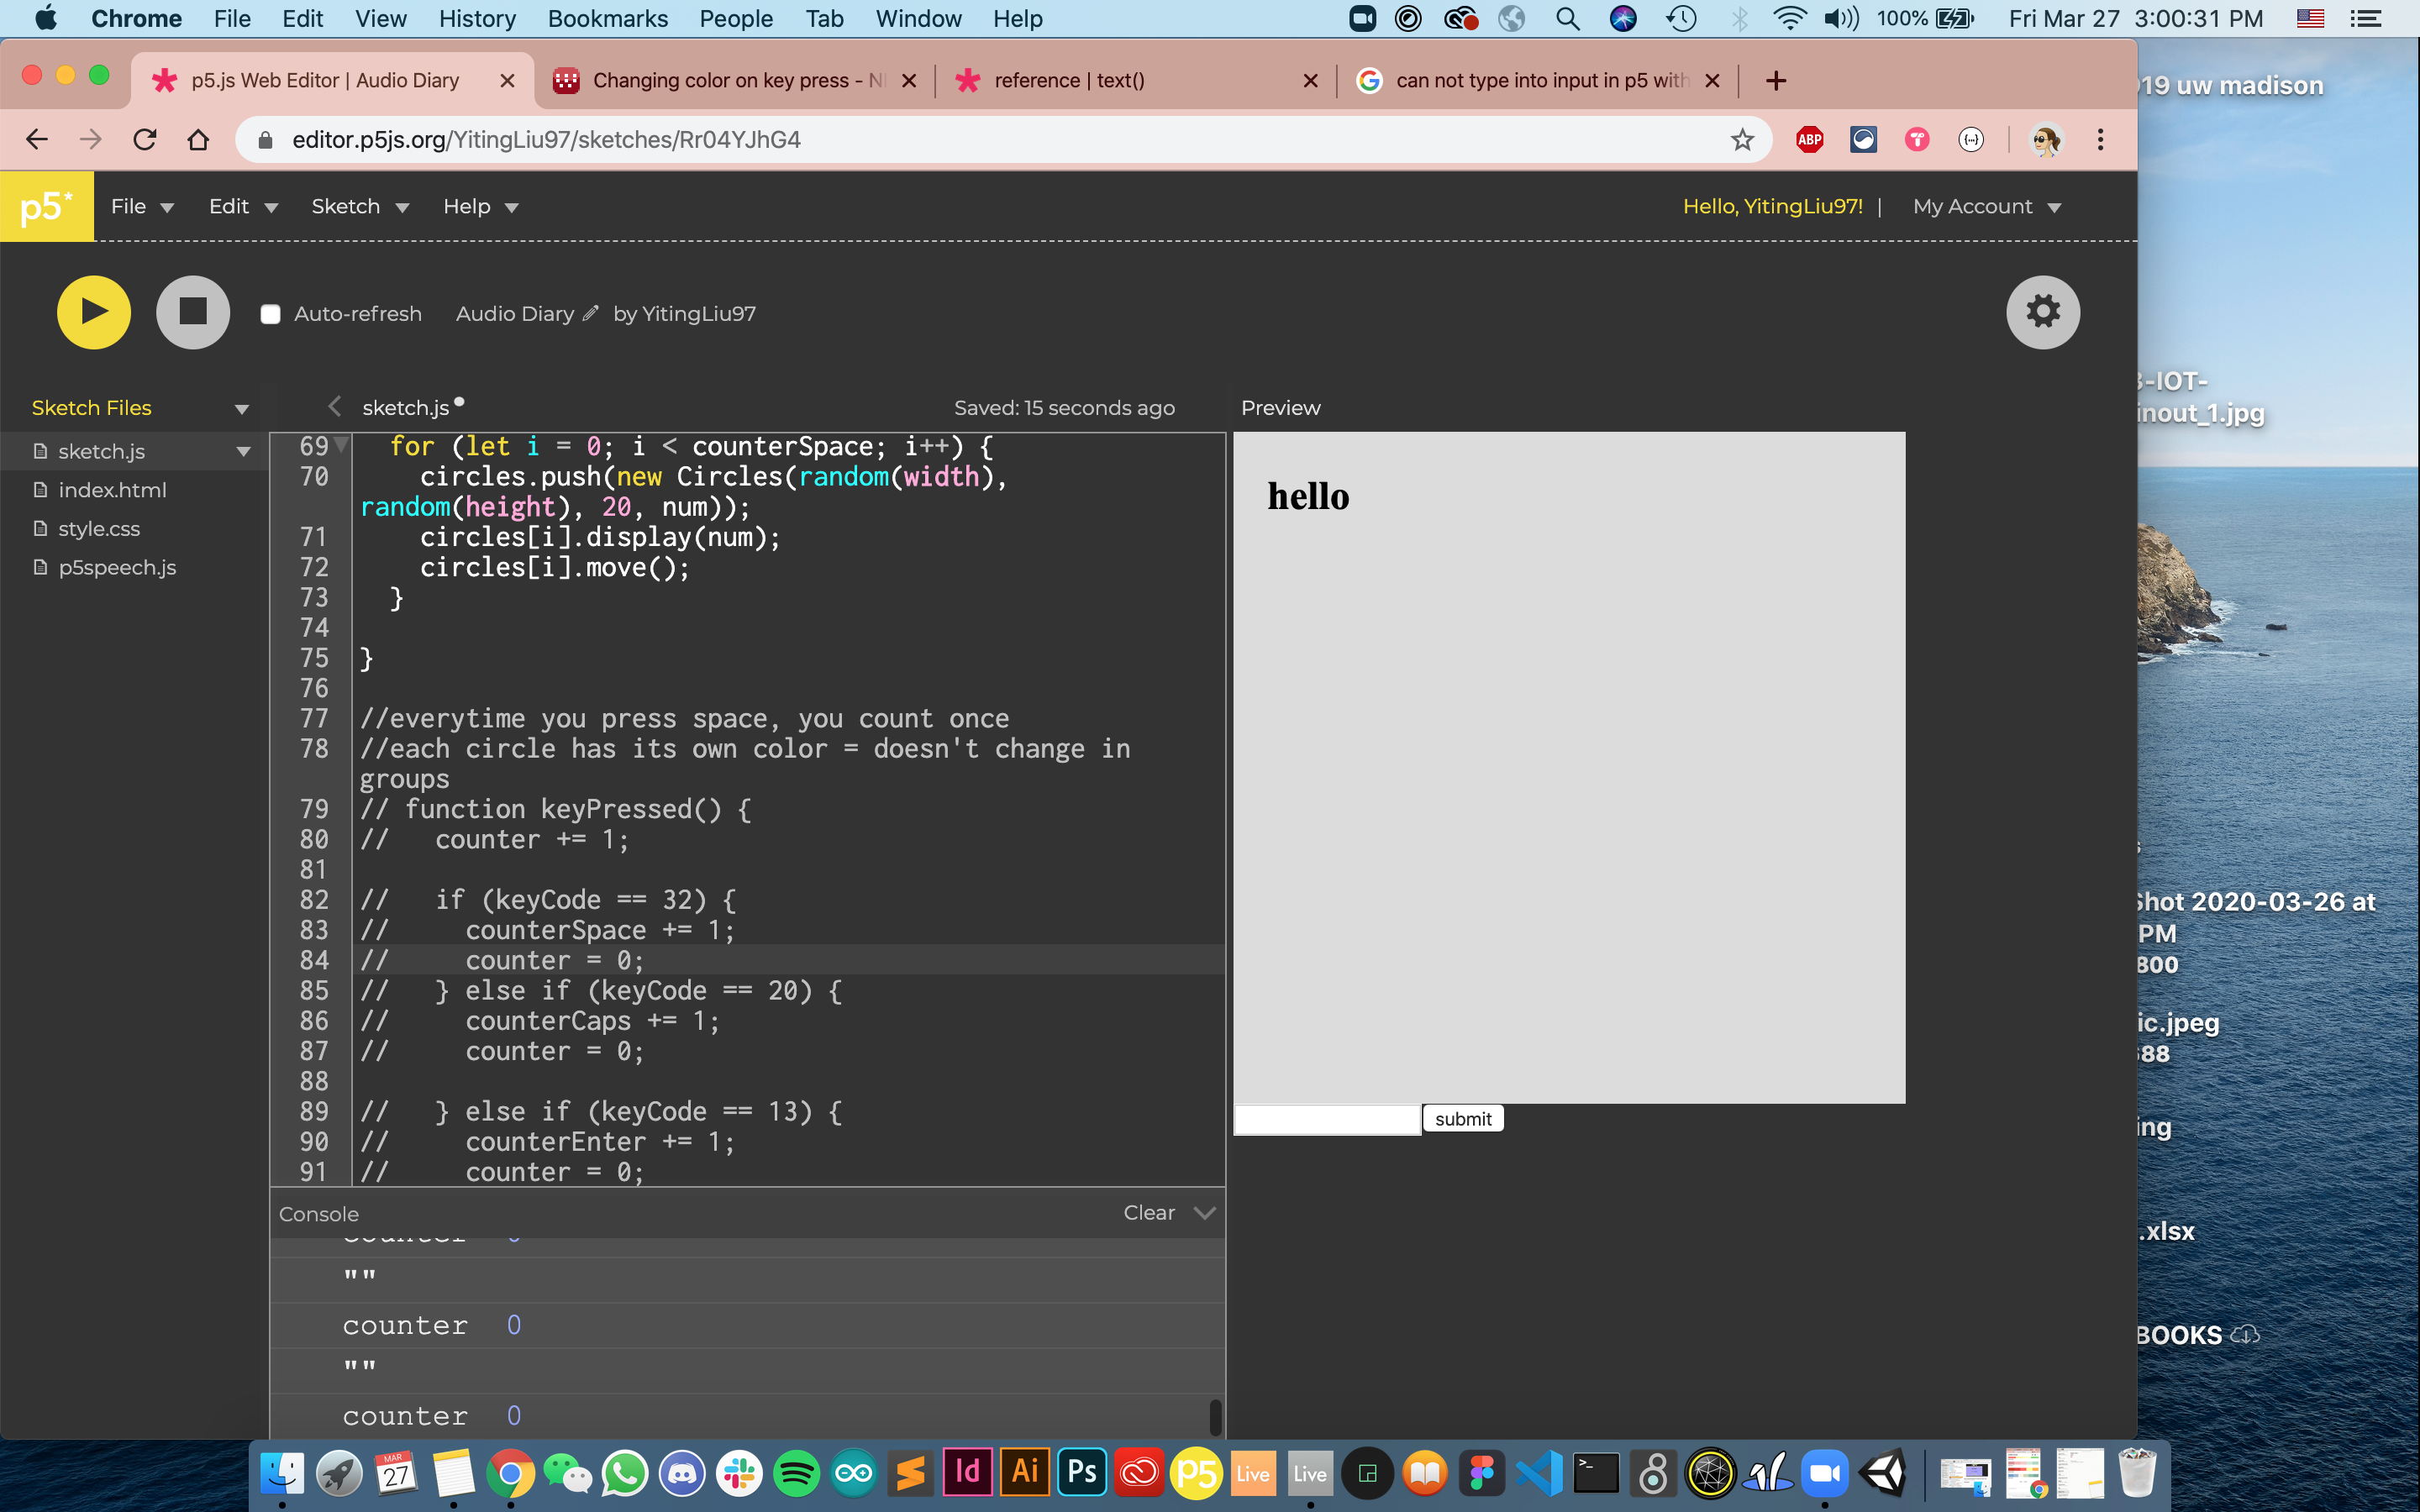 Chrome File Edit View History Bookmarks People Tab Window Help 100% Fri Mar 27 3:00:31 PM
p5.js Web Editor | Audio Diary
Changing color on key press - N
reference | text()
can not type into input in p5 with
editor.p5js.org/YitingLiu97/sketches/Rr04YJhG4
ABP
p5* File Edit Sketch Help Hello, YitingLiu97! | My Account
Auto-refresh Audio Diary by YitingLiu97
Sketch Files
sketch.js
index.html
style.css
p5speech.js
sketch.js Saved: 15 seconds ago
69 for (let i = 0; i < counterSpace; i++) {
70 circles.push(new Circles(random(width),
random(height), 20, num));
71 circles[i].display(num);
72 circles[i].move();
73 }
74
75 }
76
77 //everytime you press space, you count once
78 //each circle has its own color = doesn't change in
groups
79 // function keyPressed() {
80 // counter += 1;
81
82 // if (keyCode == 32) {
83 // counterSpace += 1;
84 // counter = 0;
85 // } else if (keyCode == 20) {
86 // counterCaps += 1;
87 // counter = 0;
88
89 // } else if (keyCode == 13) {
90 // counterEnter += 1;
91 // counter = 0;
Console Clear
counter 0
""
counter 0
""
counter 0
Preview
hello
submit
19 uw madison
3-IOT-
inout_1.jpg
Shot 2020-03-26 at
PM
800
ic.jpeg
88
ing
.xlsx
BOOKS
MAR
27
Id Ai Ps p5 Live Live